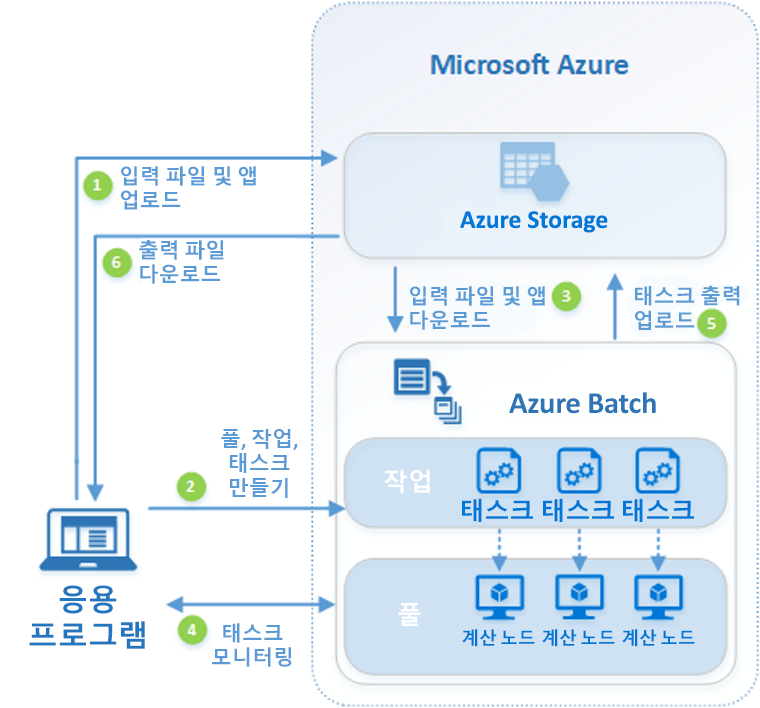 Microsoft Azure
1
입력 파일 및 앱
업로드
Azure Storage
6
출력 파일
다운로드
입력 파일 및 앱
다운로드
3
태스크 출력
업로드
5
Azure Batch
2
풀, 작업,
태스크
만들기
작업
태스크 태스크 태스크
응용
프로그램
4
태스크
모니터링
풀
계산 노드 계산 노드 계산 노드